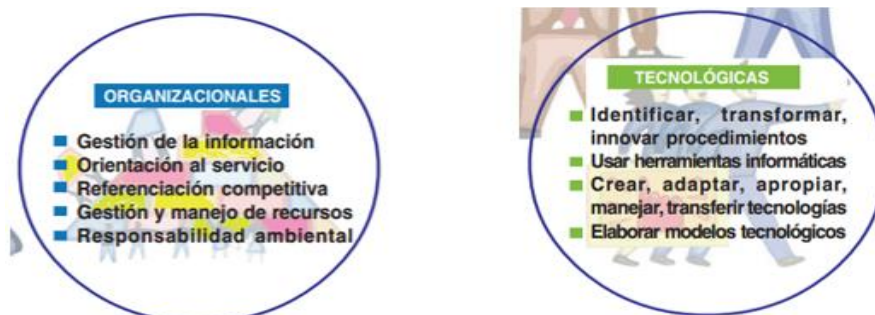 ORGANIZACIONALES
Gestión de la información
Orientación al servicio
Referenciación competitiva
Gestión y manejo de recursos
Responsabilidad ambiental
TECNOLÓGICAS
Identificar, transformar,
innovar procedimientos
Usar herramientas informáticas
Crear, adaptar, apropiar,
manejar, transferir tecnologías
Elaborar modelos tecnológicos